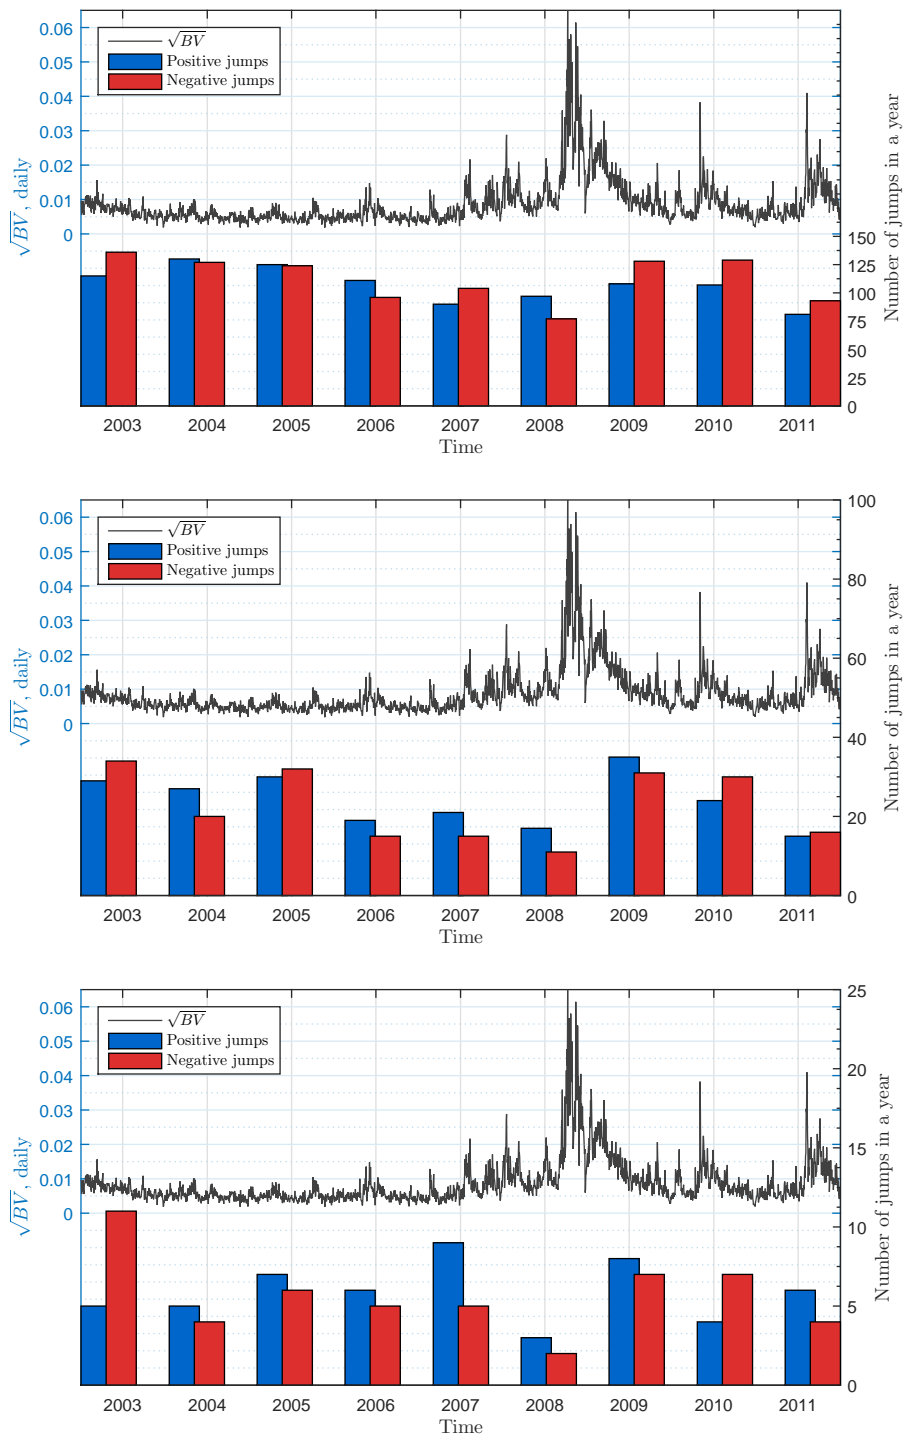 0.06
0.05
0.04
0.03
0.02
0.01
0
√BV, daily
√BV
Positive jumps
Negative jumps
150
125
100
75
50
25
0
Number of jumps in a year
2003 2004 2005 2006 2007 2008 2009 2010 2011
Time
0.06
0.05
0.04
0.03
0.02
0.01
0
√BV, daily
√BV
Positive jumps
Negative jumps
100
80
60
40
20
0
Number of jumps in a year
2003 2004 2005 2006 2007 2008 2009 2010 2011
Time
0.06
0.05
0.04
0.03
0.02
0.01
0
√BV, daily
√BV
Positive jumps
Negative jumps
25
20
15
10
5
0
Number of jumps in a year
2003 2004 2005 2006 2007 2008 2009 2010 2011
Time